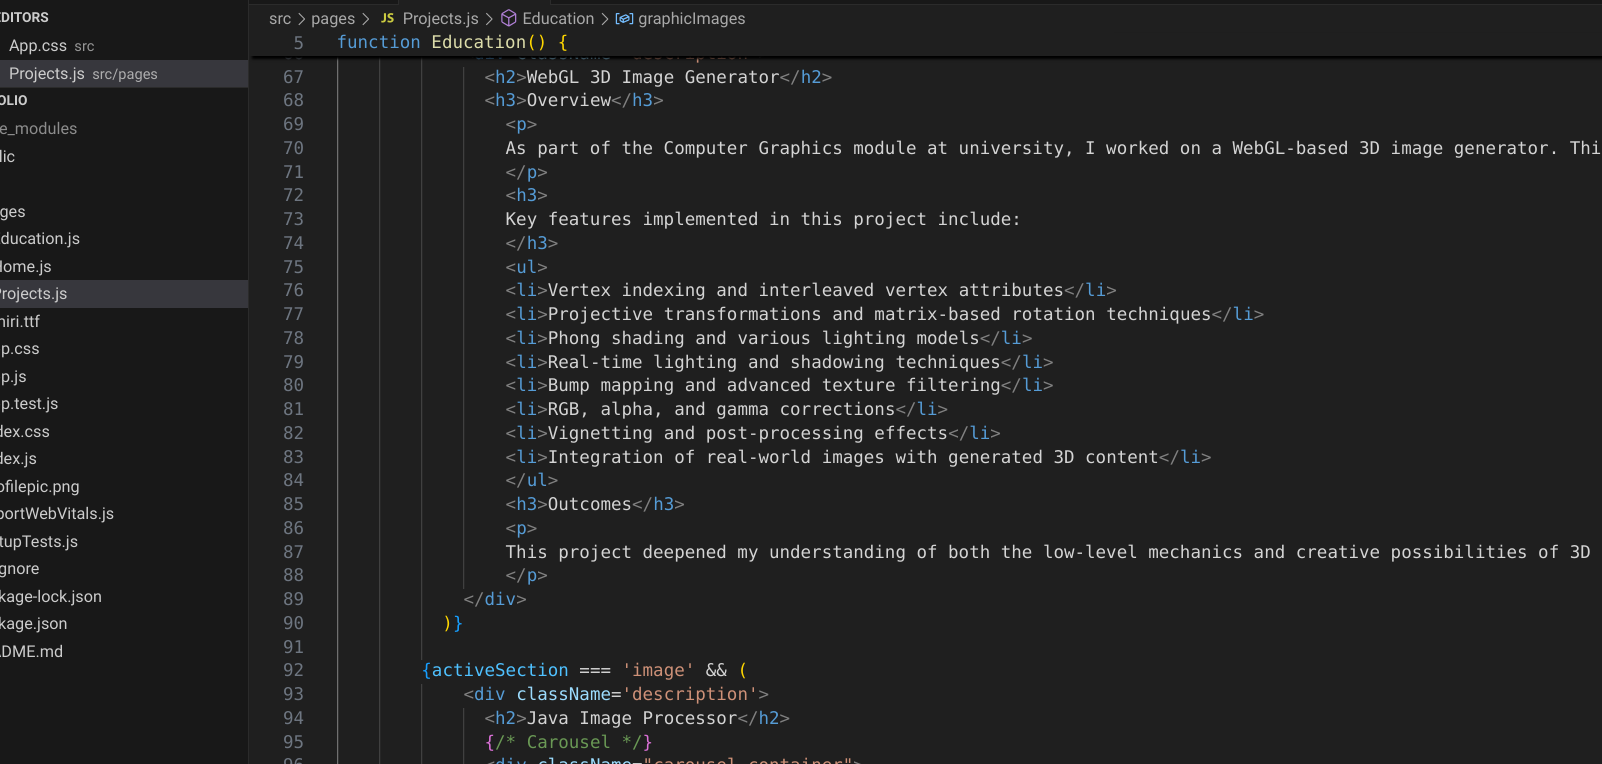 EDITORS
App.css src
Projects.js src/pages
OLIO
e_modules
lic
ges
ducation.js
Home.js
Projects.js
niri.ttf
p.css
p.js
p.test.js
dex.css
dex.js
ofilepic.png
portWebVitals.js
tupTests.js
gnore
kage-lock.json
kage.json
DME.md
src > pages > JS Projects.js > Education > graphicImages
5 function Education() {
67 <h2>WebGL 3D Image Generator</h2>
68 <h3>Overview</h3>
69 <p>
70 As part of the Computer Graphics module at university, I worked on a WebGL-based 3D image generator. Thi
71 </p>
72 <h3>
73 Key features implemented in this project include:
74 </h3>
75 <ul>
76 <li>Vertex indexing and interleaved vertex attributes</li>
77 <li>Projective transformations and matrix-based rotation techniques</li>
78 <li>Phong shading and various lighting models</li>
79 <li>Real-time lighting and shadowing techniques</li>
80 <li>Bump mapping and advanced texture filtering</li>
81 <li>RGB, alpha, and gamma corrections</li>
82 <li>Vignetting and post-processing effects</li>
83 <li>Integration of real-world images with generated 3D content</li>
84 </ul>
85 <h3>Outcomes</h3>
86 <p>
87 This project deepened my understanding of both the low-level mechanics and creative possibilities of 3D
88 </p>
89 </div>
90 )}
91
92 {activeSection === 'image' && (
93 <div className='description'>
94 <h2>Java Image Processor</h2>
95 {/* Carousel */}
96 <div className="carousel-container">